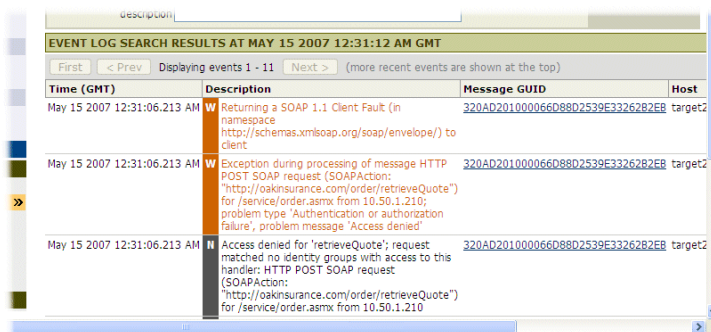 description
EVENT LOG SEARCH RESULTS AT MAY 15 2007 12:31:12 AM GMT
First < Prev Displaying events 1 - 11 Next > (more recent events are shown at the top)
Time (GMT) Description Message GUID Host
May 15 2007 12:31:06.213 AM W Returning a SOAP 1.1 Client Fault (in 320AD201000066D88D2539E33262B2EB target2
namespace
http://schemas.xmlsoap.org/soap/envelope/) to
client
May 15 2007 12:31:06.213 AM W Exception during processing of message HTTP 320AD201000066D88D2539E33262B2EB target2
POST SOAP request (SOAPAction:
"http://oakinsurance.com/order/retrieveQuote")
for /service/order.asmx from 10.50.1.210;
problem type 'Authentication or authorization
failure', problem message 'Access denied'
May 15 2007 12:31:06.213 AM N Access denied for 'retrieveQuote'; request 320AD201000066D88D2539E33262B2EB target2
matched no identity groups with access to this
handler: HTTP POST SOAP request
(SOAPAction:
"http://oakinsurance.com/order/retrieveQuote")
for /service/order.asmx from 10.50.1.210